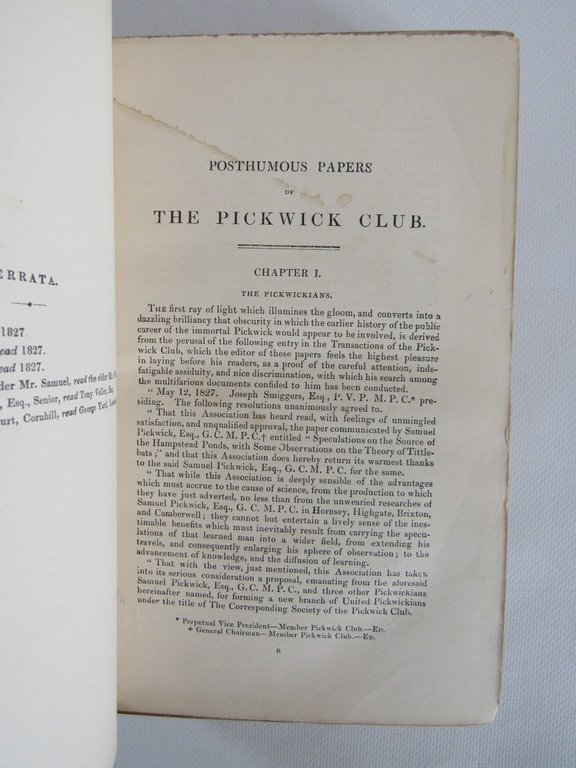 ERRATA.
1827.
read 1827.
read 1827.
der Mr. Samuel, read the elder Mr.
, Esq., Senior, read Tony Veller, Esq.
urt, Cornhill, read George Yard,
POSTHUMOUS PAPERS
OF
THE PICKWICK CLUB.
CHAPTER I.
THE PICKWICKIANS.
THE first ray of light which illumines the gloom, and converts into a
dazzling brilliancy that obscurity in which the earlier history of the public
career of the immortal Pickwick would appear to be involved, is derived
from the perusal of the following entry in the Transactions of the Pick-
wick Club, which the editor of these papers feels the highest pleasure
in laying before his readers, as a proof of the careful attention, inde-
fatigable assiduity, and nice discrimination, with which his search among
the multifarious documents confided to him has been conducted.
" May 12, 1827. Joseph Smiggers, Esq., P. V. P. M. P. C.* pre-
siding. The following resolutions unanimously agreed to.
" That this Association has heard read, with feelings of unmingled
satisfaction, and unqualified approval, the paper communicated by Samuel
Pickwick, Esq., G. C. M. P. C.† entitled " Speculations on the Source of
the Hampstead Ponds, with Some Observations on the Theory of Tittle-
bats ;" and that this Association does hereby return its warmest thanks
to the said Samuel Pickwick, Esq., G. C. M. P. C. for the same.
" That while this Association is deeply sensible of the advantages
which must accrue to the cause of science, from the production to which
they have just adverted, no less than from the unwearied researches of
Samuel Pickwick, Esq., G. C. M. P. C. in Hornsey, Highgate, Brixton,
and Camberwell; they cannot but entertain a lively sense of the ines-
timable benefits which must inevitably result from carrying the specu-
lations of that learned man into a wider field, from extending his
travels, and consequently enlarging his sphere of observation; to the
advancement of knowledge, and the diffusion of learning.
" That with the view, just mentioned, this Association has taken
into its serious consideration a proposal, emanating from the aforesaid
Samuel Pickwick, Esq., G. C. M. P. C., and three other Pickwickians
hereinafter named, for forming a new branch of United Pickwickians
under the title of The Corresponding Society of the Pickwick Club.
* Perpetual Vice President—Member Pickwick Club.—ED.
† General Chairman—Member Pickwick Club.—ED.
B